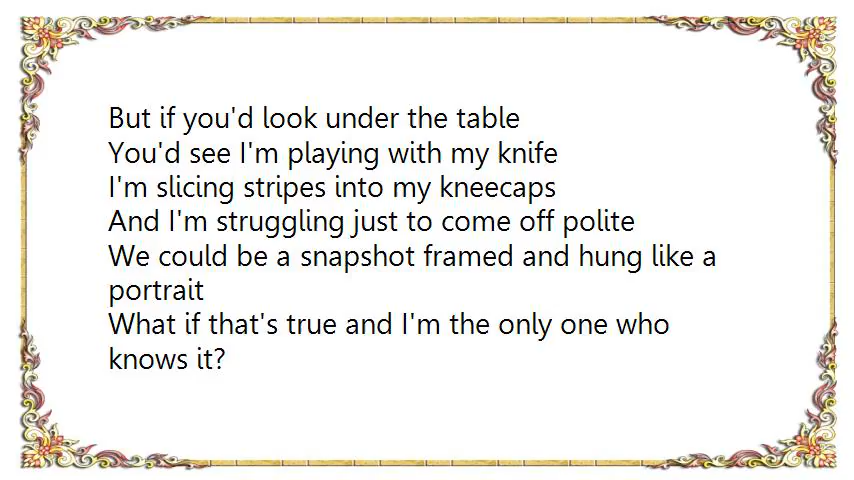 But if you'd look under the table
You'd see I'm playing with my knife
I'm slicing stripes into my kneecaps
And I'm struggling just to come off polite
We could be a snapshot framed and hung like a
portrait
What if that's true and I'm the only one who
knows it?